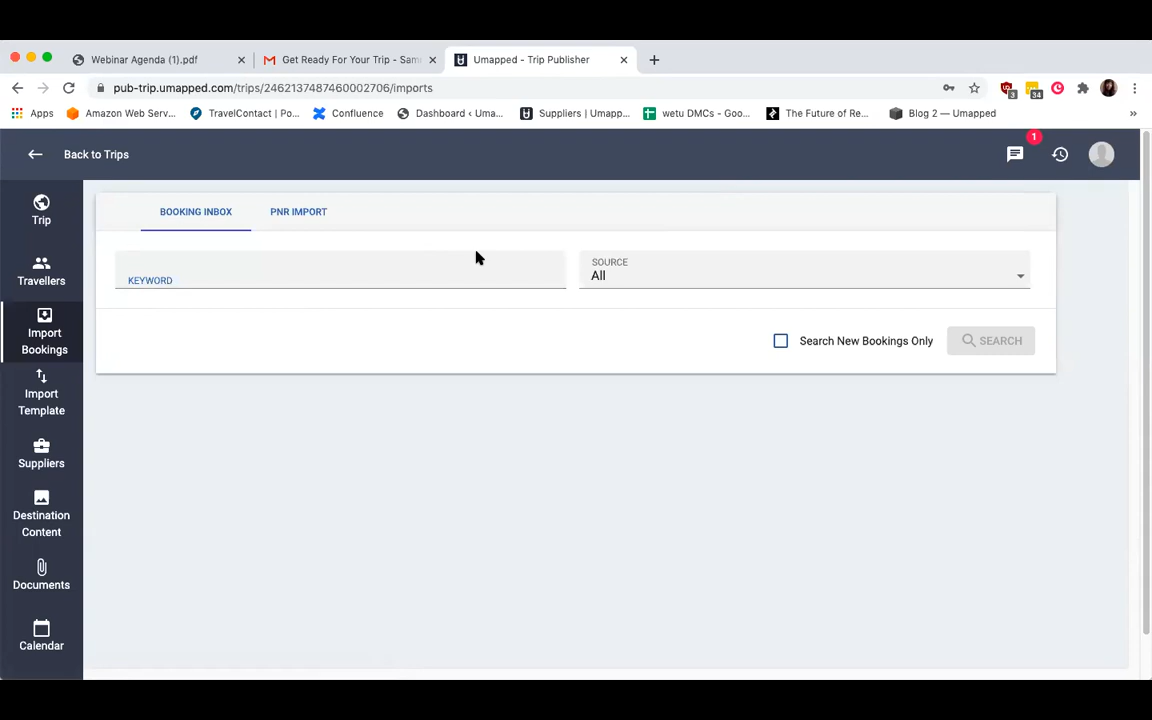 Webinar Agenda (1).pdf
Get Ready For Your Trip - Sam
Umapped - Trip Publisher
pub-trip.umapped.com/trips/2462137487460002706/imports
3
34
Apps
Amazon Web Serv...
TravelContact | Po...
Confluence
Dashboard ‹ Uma...
Suppliers | Umapp...
wetu DMCs - Goo...
The Future of Re...
Blog 2 — Umapped
»
Back to Trips
1
Trip
Travellers
Import
Bookings
Import
Template
Suppliers
Destination
Content
Documents
Calendar
BOOKING INBOX
PNR IMPORT
KEYWORD
SOURCE
All
Search New Bookings Only
SEARCH